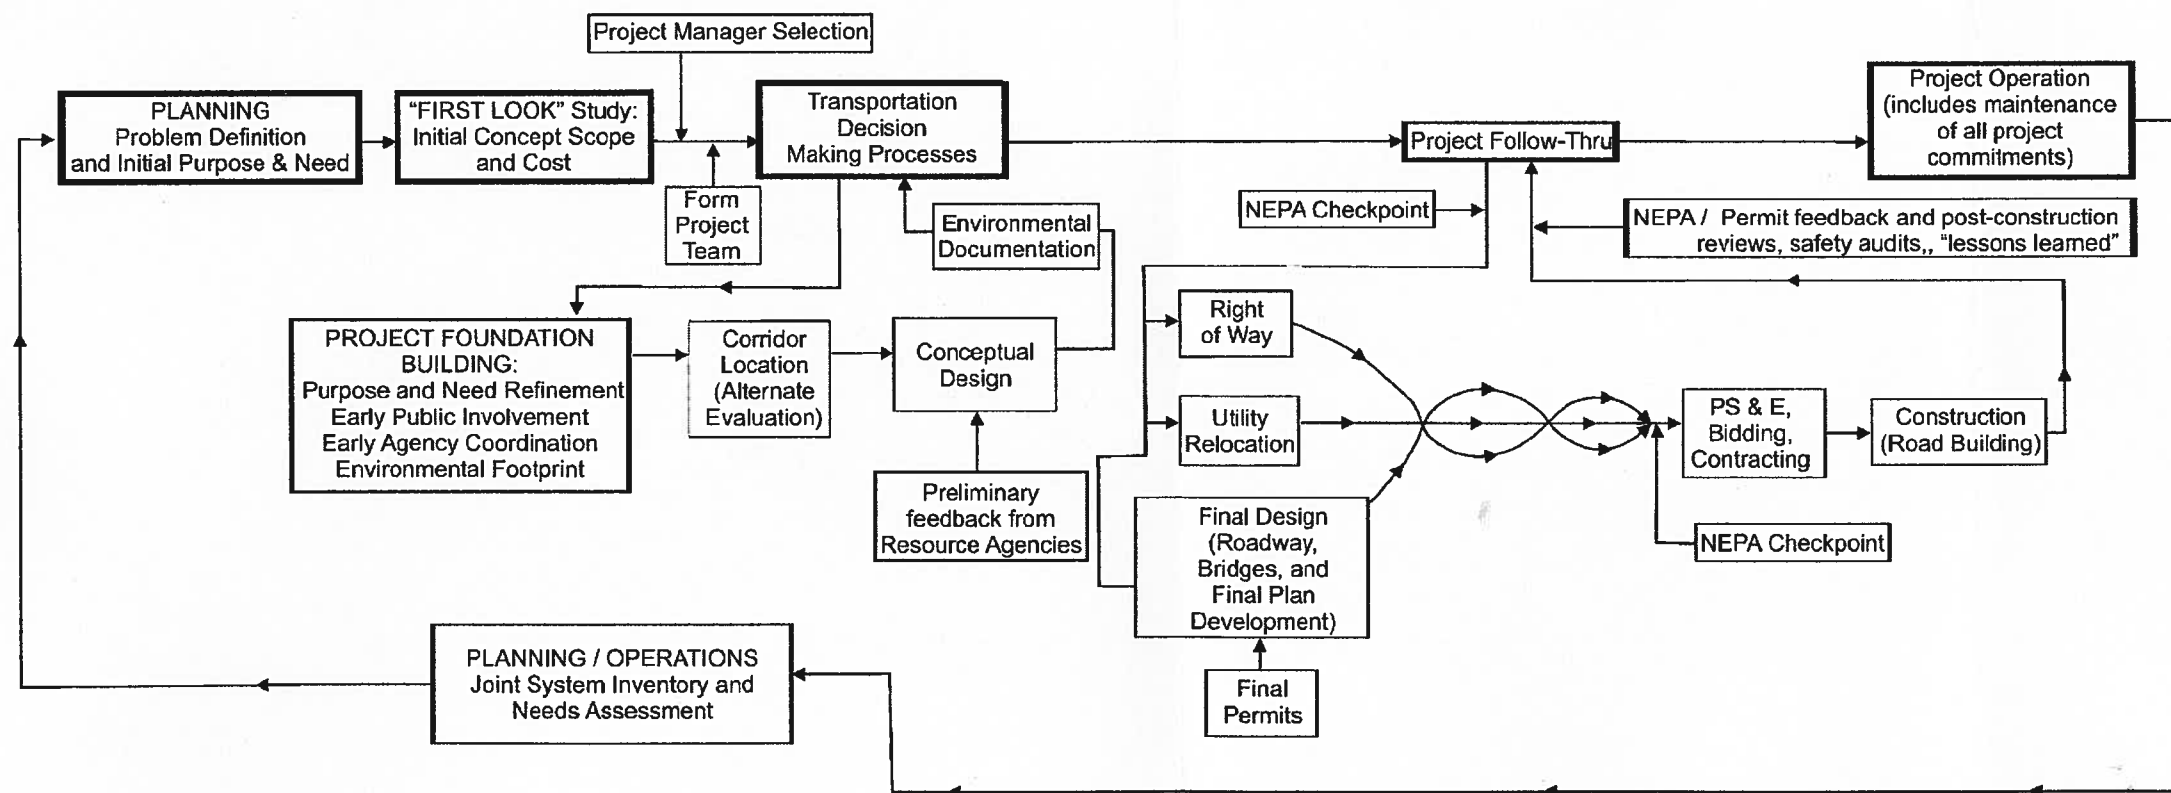 Project Manager Selection
PLANNING
Problem Definition
and Initial Purpose & Need
“FIRST LOOK” Study:
Initial Concept Scope
and Cost
Transportation
Decision
Making Processes
Project Follow-Thru
Project Operation
(includes maintenance
of all project
commitments)
Form
Project
Team
Environmental
Documentation
NEPA Checkpoint
NEPA / Permit feedback and post-construction
reviews, safety audits,, “lessons learned”
PROJECT FOUNDATION
BUILDING:
Purpose and Need Refinement
Early Public Involvement
Early Agency Coordination
Environmental Footprint
Corridor
Location
(Alternate
Evaluation)
Conceptual
Design
Right
of Way
Utility
Relocation
PS & E,
Bidding,
Contracting
Construction
(Road Building)
Preliminary
feedback from
Resource Agencies
Final Design
(Roadway,
Bridges, and
Final Plan
Development)
NEPA Checkpoint
PLANNING / OPERATIONS
Joint System Inventory and
Needs Assessment
Final
Permits